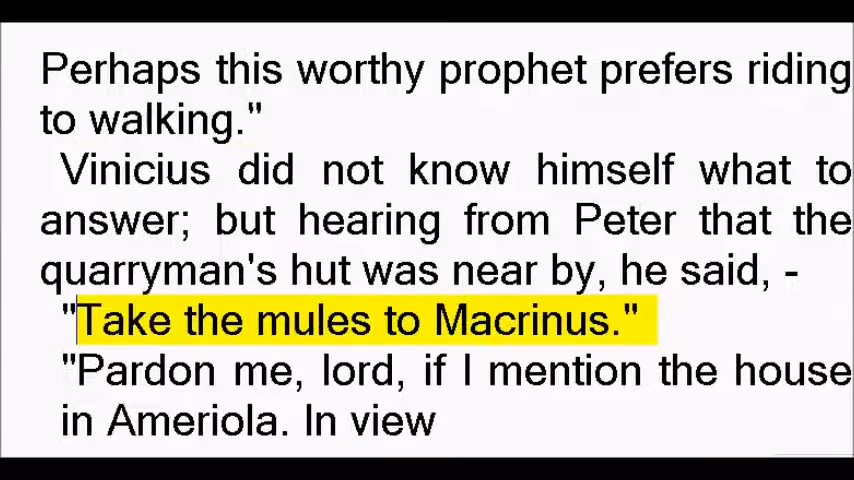 Perhaps this worthy prophet prefers riding
to walking."
Vinicius did not know himself what to
answer; but hearing from Peter that the
quarryman's hut was near by, he said, -
"Take the mules to Macrinus."
"Pardon me, lord, if I mention the house
in Ameriola. In view